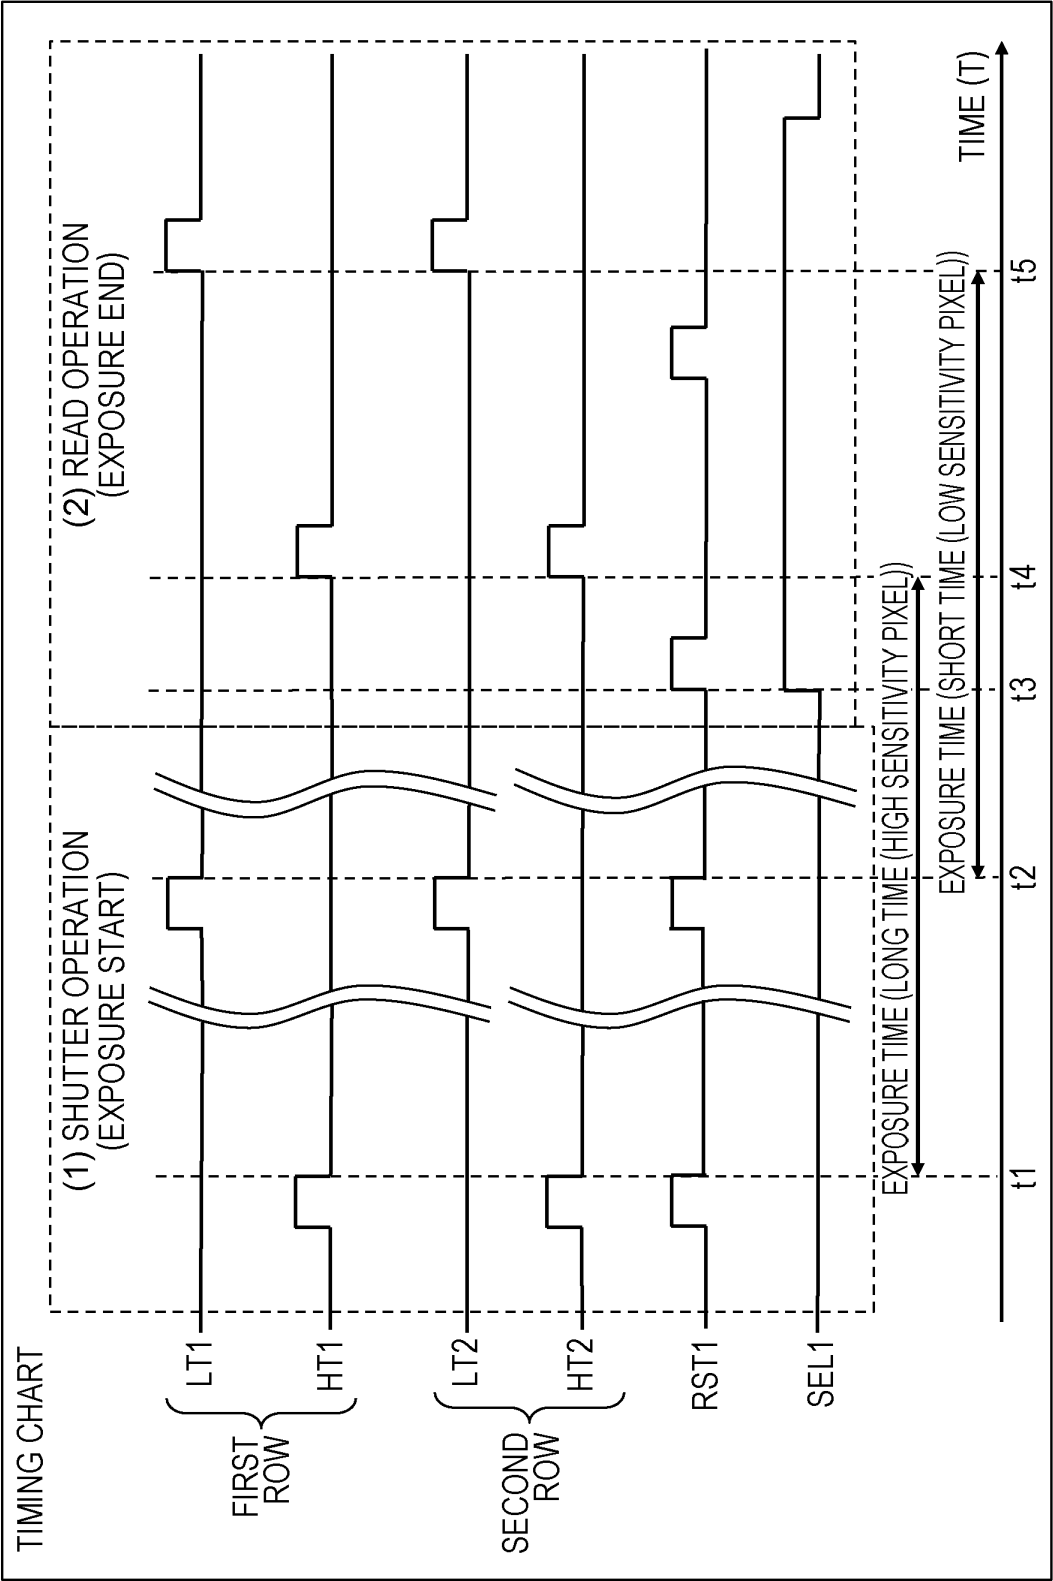 TIMING CHART
(1) SHUTTER OPERATION
(EXPOSURE START)
(2) READ OPERATION
(EXPOSURE END)
FIRST
ROW
LT1
HT1
SECOND
ROW
LT2
HT2
RST1
SEL1
EXPOSURE TIME (LONG TIME (HIGH SENSITIVITY PIXEL))
EXPOSURE TIME (SHORT TIME (LOW SENSITIVITY PIXEL))
TIME (T)
t1
t2
t3
t4
t5